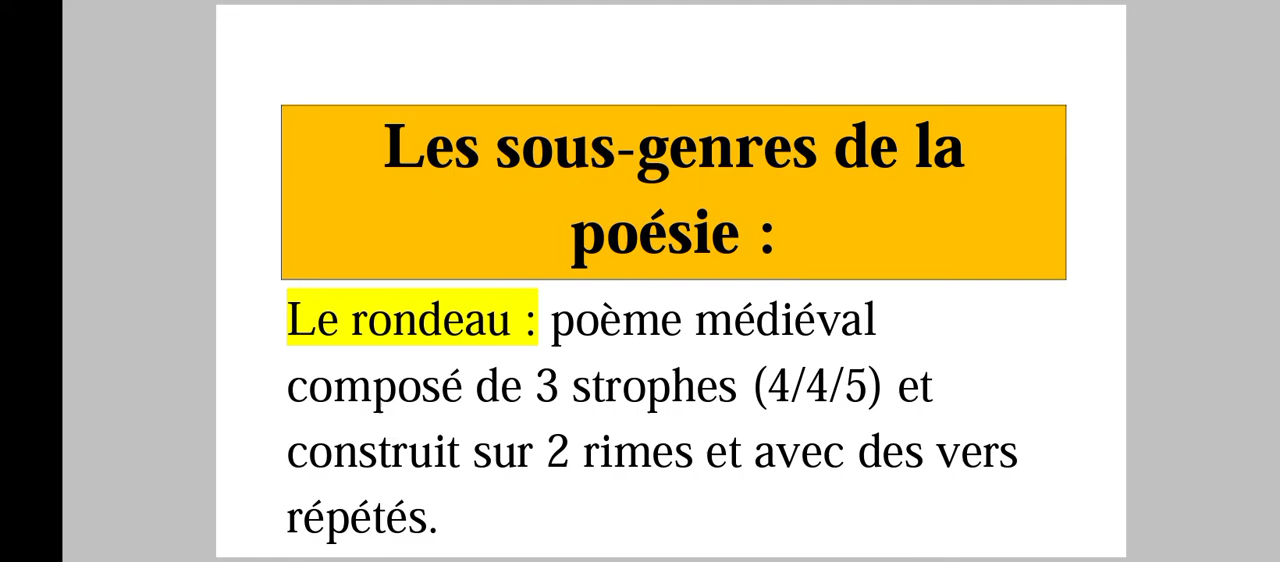 Les sous-genres de la
poésie :
Le rondeau : poème médiéval
composé de 3 strophes (4/4/5) et
construit sur 2 rimes et avec des vers
répétés.